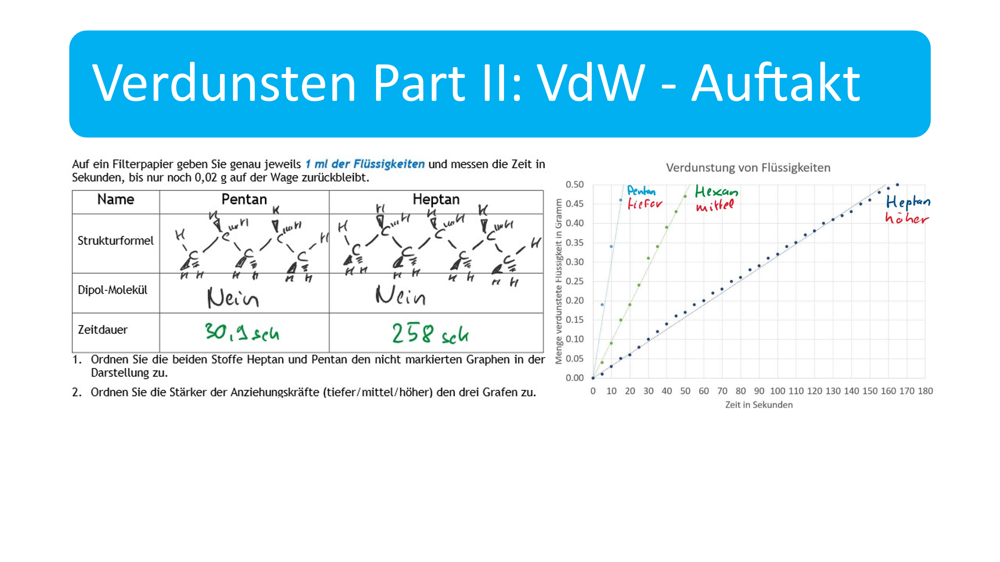 Verdunsten Part II: VdW - Auftakt
Auf ein Filterpapier geben Sie genau jeweils 1 ml der Flüssigkeiten und messen die Zeit in
Sekunden, bis nur noch 0,02 g auf der Wage zurückbleibt.
Name Pentan Heptan
Strukturformel
H H H H H
C C C C C
H H H H H H H
H H H H H H H
C C C C C C C
H H H H H H H H H
Dipol-Molekül Nein Nein
Zeitdauer 30,9 sek 258 sek
1. Ordnen Sie die beiden Stoffe Heptan und Pentan den nicht markierten Graphen in der
Darstellung zu.
2. Ordnen Sie die Stärker der Anziehungskräfte (tiefer/mittel/höher) den drei Grafen zu.
Verdunstung von Flüssigkeiten
Menge verdunstete Flüssigkeit in Gramm
0.50
0.45
0.40
0.35
0.30
0.25
0.20
0.15
0.10
0.05
0.00
Pentan
tiefer
Hexan
mittel
Heptan
höher
0 10 20 30 40 50 60 70 80 90 100 110 120 130 140 150 160 170 180
Zeit in Sekunden